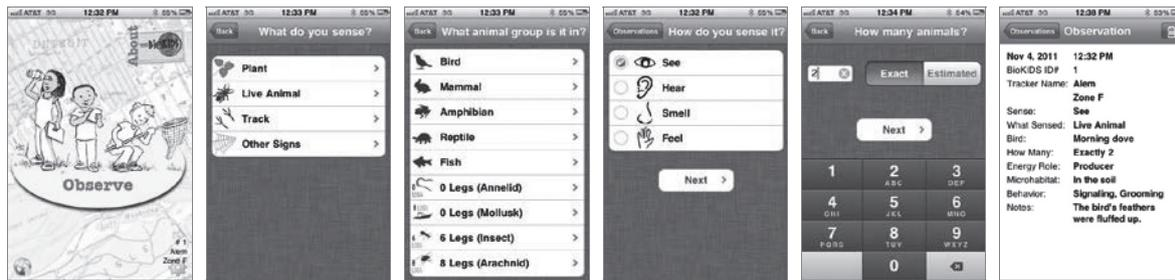 AT&T 3G 12:32 PM 55%
DETROIT
About
BioKIDS
Observe
# 1
Alem
Zone F
AT&T 3G 12:33 PM 55%
Back What do you sense?
Plant >
Live Animal >
Track >
Other Signs >
AT&T 3G 12:33 PM 55%
Back What animal group is it in?
Bird >
Mammal >
Amphibian >
Reptile >
Fish >
0 Legs (Annelid) >
0 Legs (Mollusk) >
6 Legs (Insect) >
8 Legs (Arachnid) >
AT&T 3G 12:32 PM 55%
Observations How do you sense it?
See
Hear
Smell
Feel
Next >
AT&T 3G 12:34 PM 54%
Back How many animals?
2 Exact Estimated
Next >
1 2 3
ABC DEF
4 5 6
GHI JKL MNO
7 8 9
PQRS TUV WXYZ
0
AT&T 3G 12:38 PM 53%
Observations Observation
Nov 4, 2011 12:32 PM
BioKIDS ID# 1
Tracker Name: Alem
Zone F
Sense: See
What Sensed: Live Animal
Bird: Morning dove
How Many: Exactly 2
Energy Role: Producer
Microhabitat: In the soil
Behavior: Signaling, Grooming
Notes: The bird's feathers
were fluffed up.